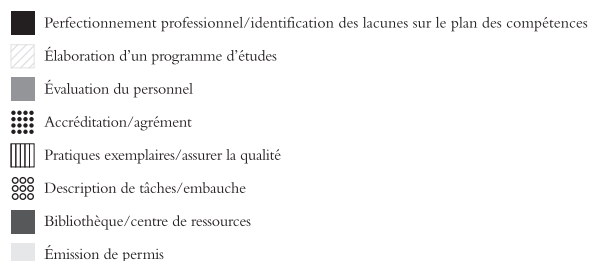 Perfectionnement professionnel/identification des lacunes sur le plan des compétences
Élaboration d’un programme d’études
Évaluation du personnel
Accréditation/agrément
Pratiques exemplaires/assurer la qualité
Description de tâches/embauche
Bibliothèque/centre de ressources
Émission de permis